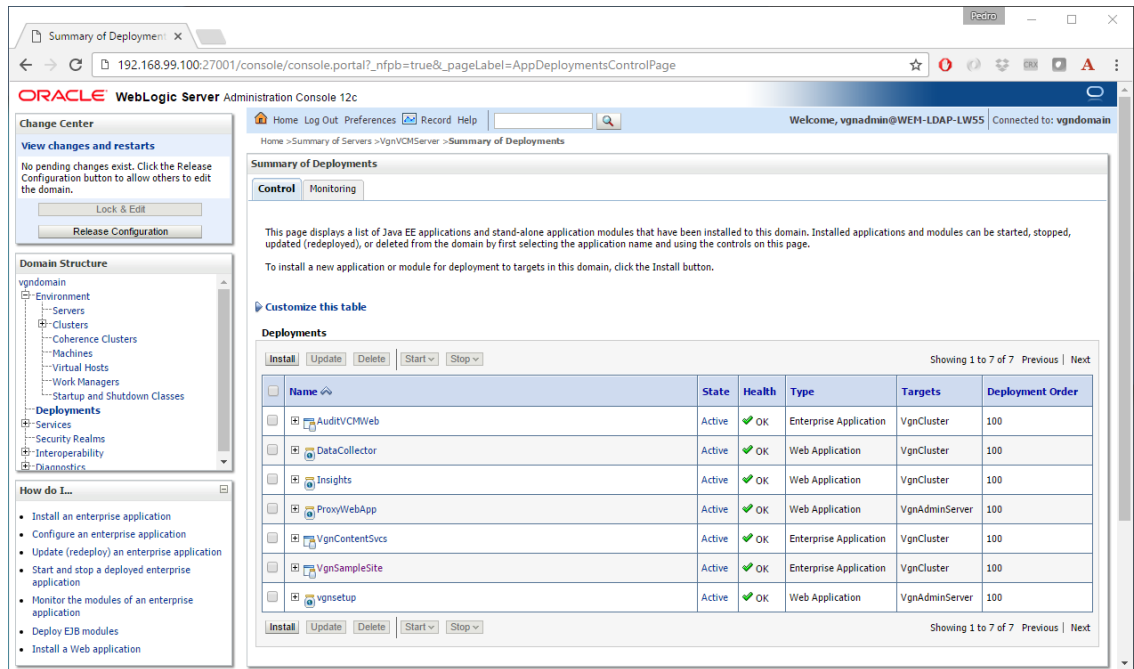 Pedro
Summary of Deployment
192.168.99.100:27001/console/console.portal?_nfpb=true&_pageLabel=AppDeploymentsControlPage
CRX
A
ORACLE WebLogic Server Administration Console 12c
Change Center
View changes and restarts
No pending changes exist. Click the Release
Configuration button to allow others to edit
the domain.
Lock & Edit
Release Configuration
Domain Structure
vgndomain
Environment
Servers
Clusters
Coherence Clusters
Machines
Virtual Hosts
Work Managers
Startup and Shutdown Classes
Deployments
Services
Security Realms
Interoperability
Diagnostics
How do I...
Install an enterprise application
Configure an enterprise application
Update (redeploy) an enterprise application
Start and stop a deployed enterprise
application
Monitor the modules of an enterprise
application
Deploy EJB modules
Install a Web application
Home Log Out Preferences Record Help
Welcome, vgnadmin@WEM-LDAP-LW55 Connected to: vgndomain
Home >Summary of Servers >VgnVCMServer >Summary of Deployments
Summary of Deployments
Control Monitoring
This page displays a list of Java EE applications and stand-alone application modules that have been installed to this domain. Installed applications and modules can be started, stopped,
updated (redeployed), or deleted from the domain by first selecting the application name and using the controls on this page.
To install a new application or module for deployment to targets in this domain, click the Install button.
Customize this table
Deployments
Install Update Delete Start Stop Showing 1 to 7 of 7 Previous | Next
Name State Health Type Targets Deployment Order
AuditVCMWeb Active OK Enterprise Application VgnCluster 100
DataCollector Active OK Web Application VgnCluster 100
Insights Active OK Web Application VgnCluster 100
ProxyWebApp Active OK Web Application VgnAdminServer 100
VgnContentSvcs Active OK Enterprise Application VgnCluster 100
VgnSampleSite Active OK Enterprise Application VgnCluster 100
vgnsetup Active OK Web Application VgnAdminServer 100
Install Update Delete Start Stop Showing 1 to 7 of 7 Previous | Next